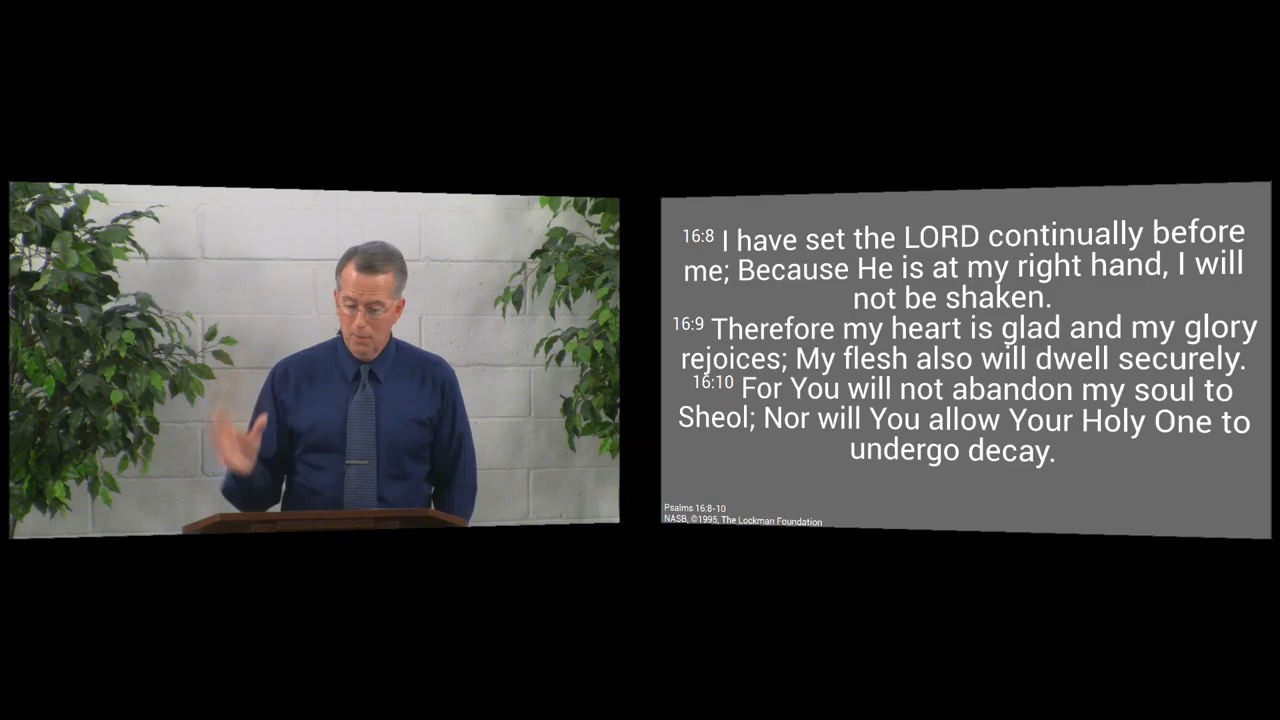 16:8 I have set the LORD continually before
me; Because He is at my right hand, I will
not be shaken.
16:9 Therefore my heart is glad and my glory
rejoices; My flesh also will dwell securely.
16:10 For You will not abandon my soul to
Sheol; Nor will You allow Your Holy One to
undergo decay.
Psalms 16:8-10
NASB, ©1995, The Lockman Foundation